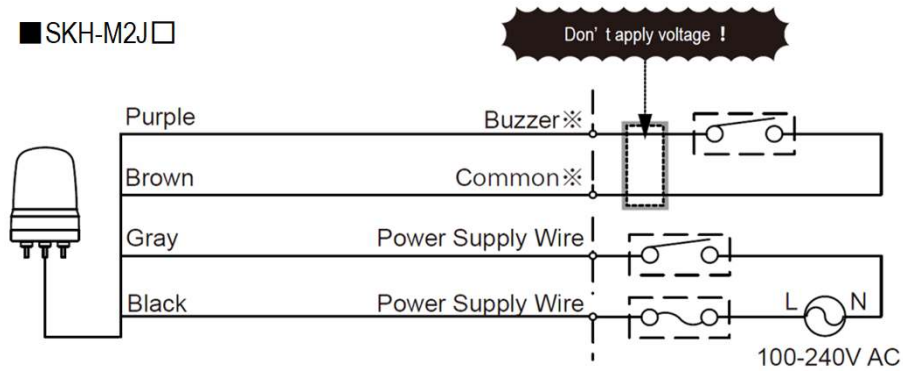 ■SKH-M2J□
Don't apply voltage !
Purple Buzzer※
Brown Common※
Gray Power Supply Wire
Black Power Supply Wire
L N
100-240V AC